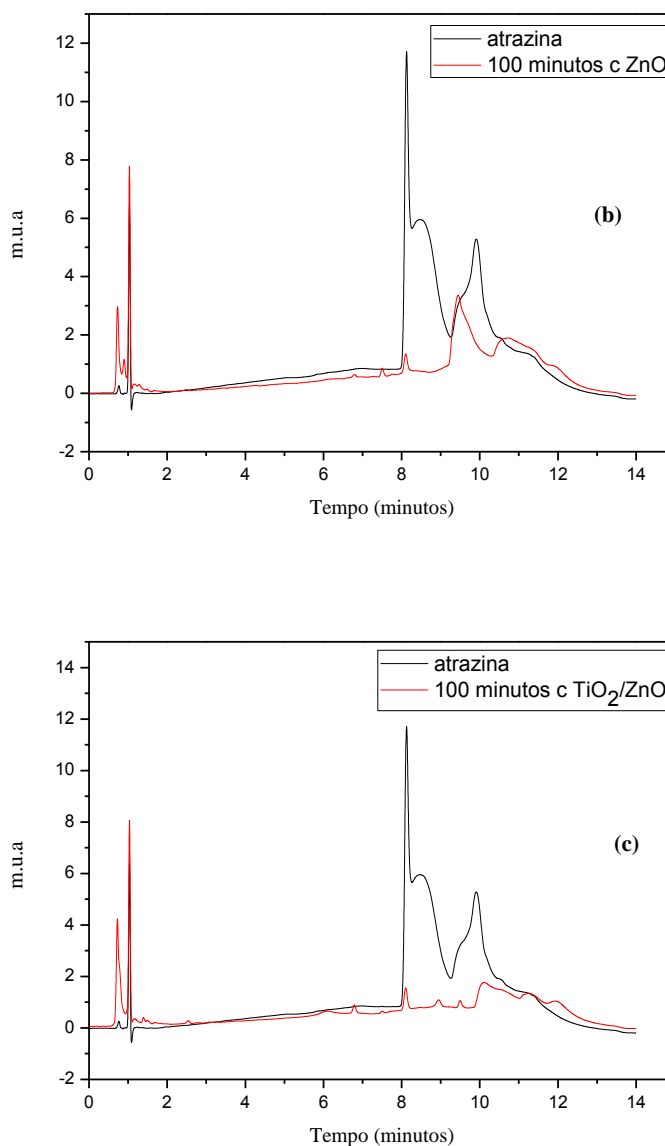 atrazina
100 minutos c ZnO
(b)
m.u.a
12
10
8
6
4
2
0
-2
0 2 4 6 8 10 12 14
Tempo (minutos)
atrazina
100 minutos c TiO2/ZnO
(c)
m.u.a
14
12
10
8
6
4
2
0
-2
0 2 4 6 8 10 12 14
Tempo (minutos)